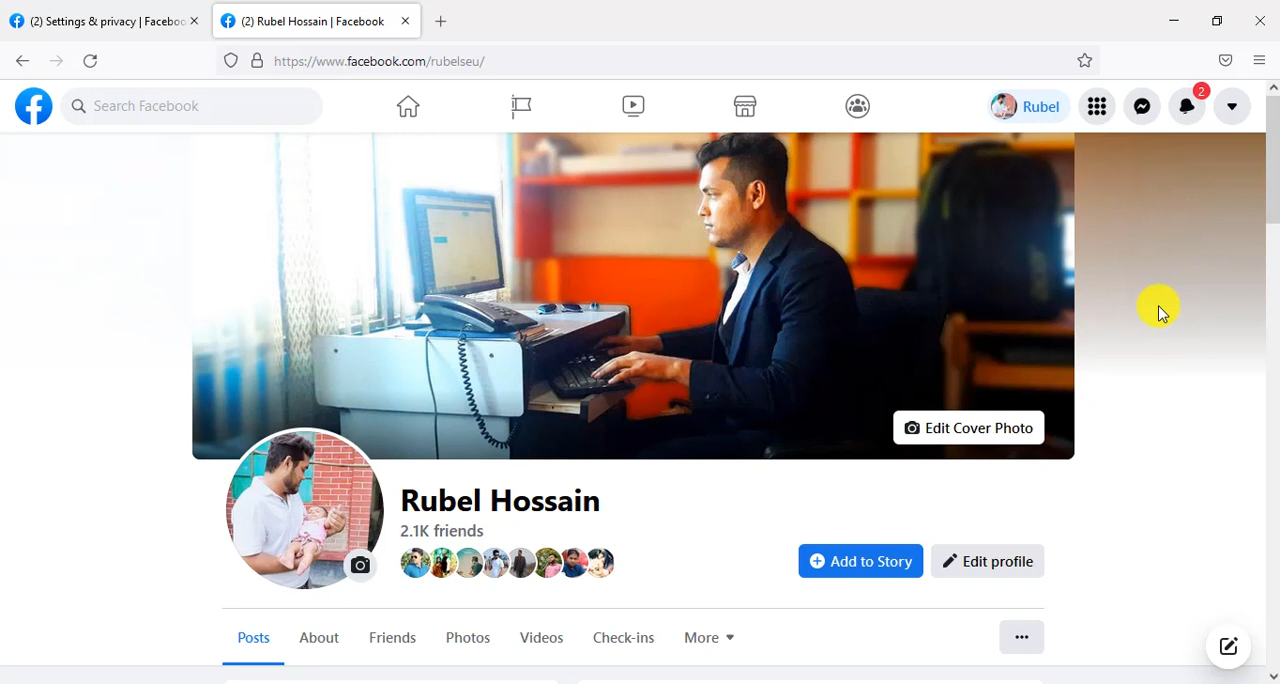 (2) Settings & privacy | Faceboo
(2) Rubel Hossain | Facebook
https://www.facebook.com/rubelseu/
Search Facebook
Rubel
2
Edit Cover Photo
Rubel Hossain
2.1K friends
Add to Story
Edit profile
Posts
About
Friends
Photos
Videos
Check-ins
More